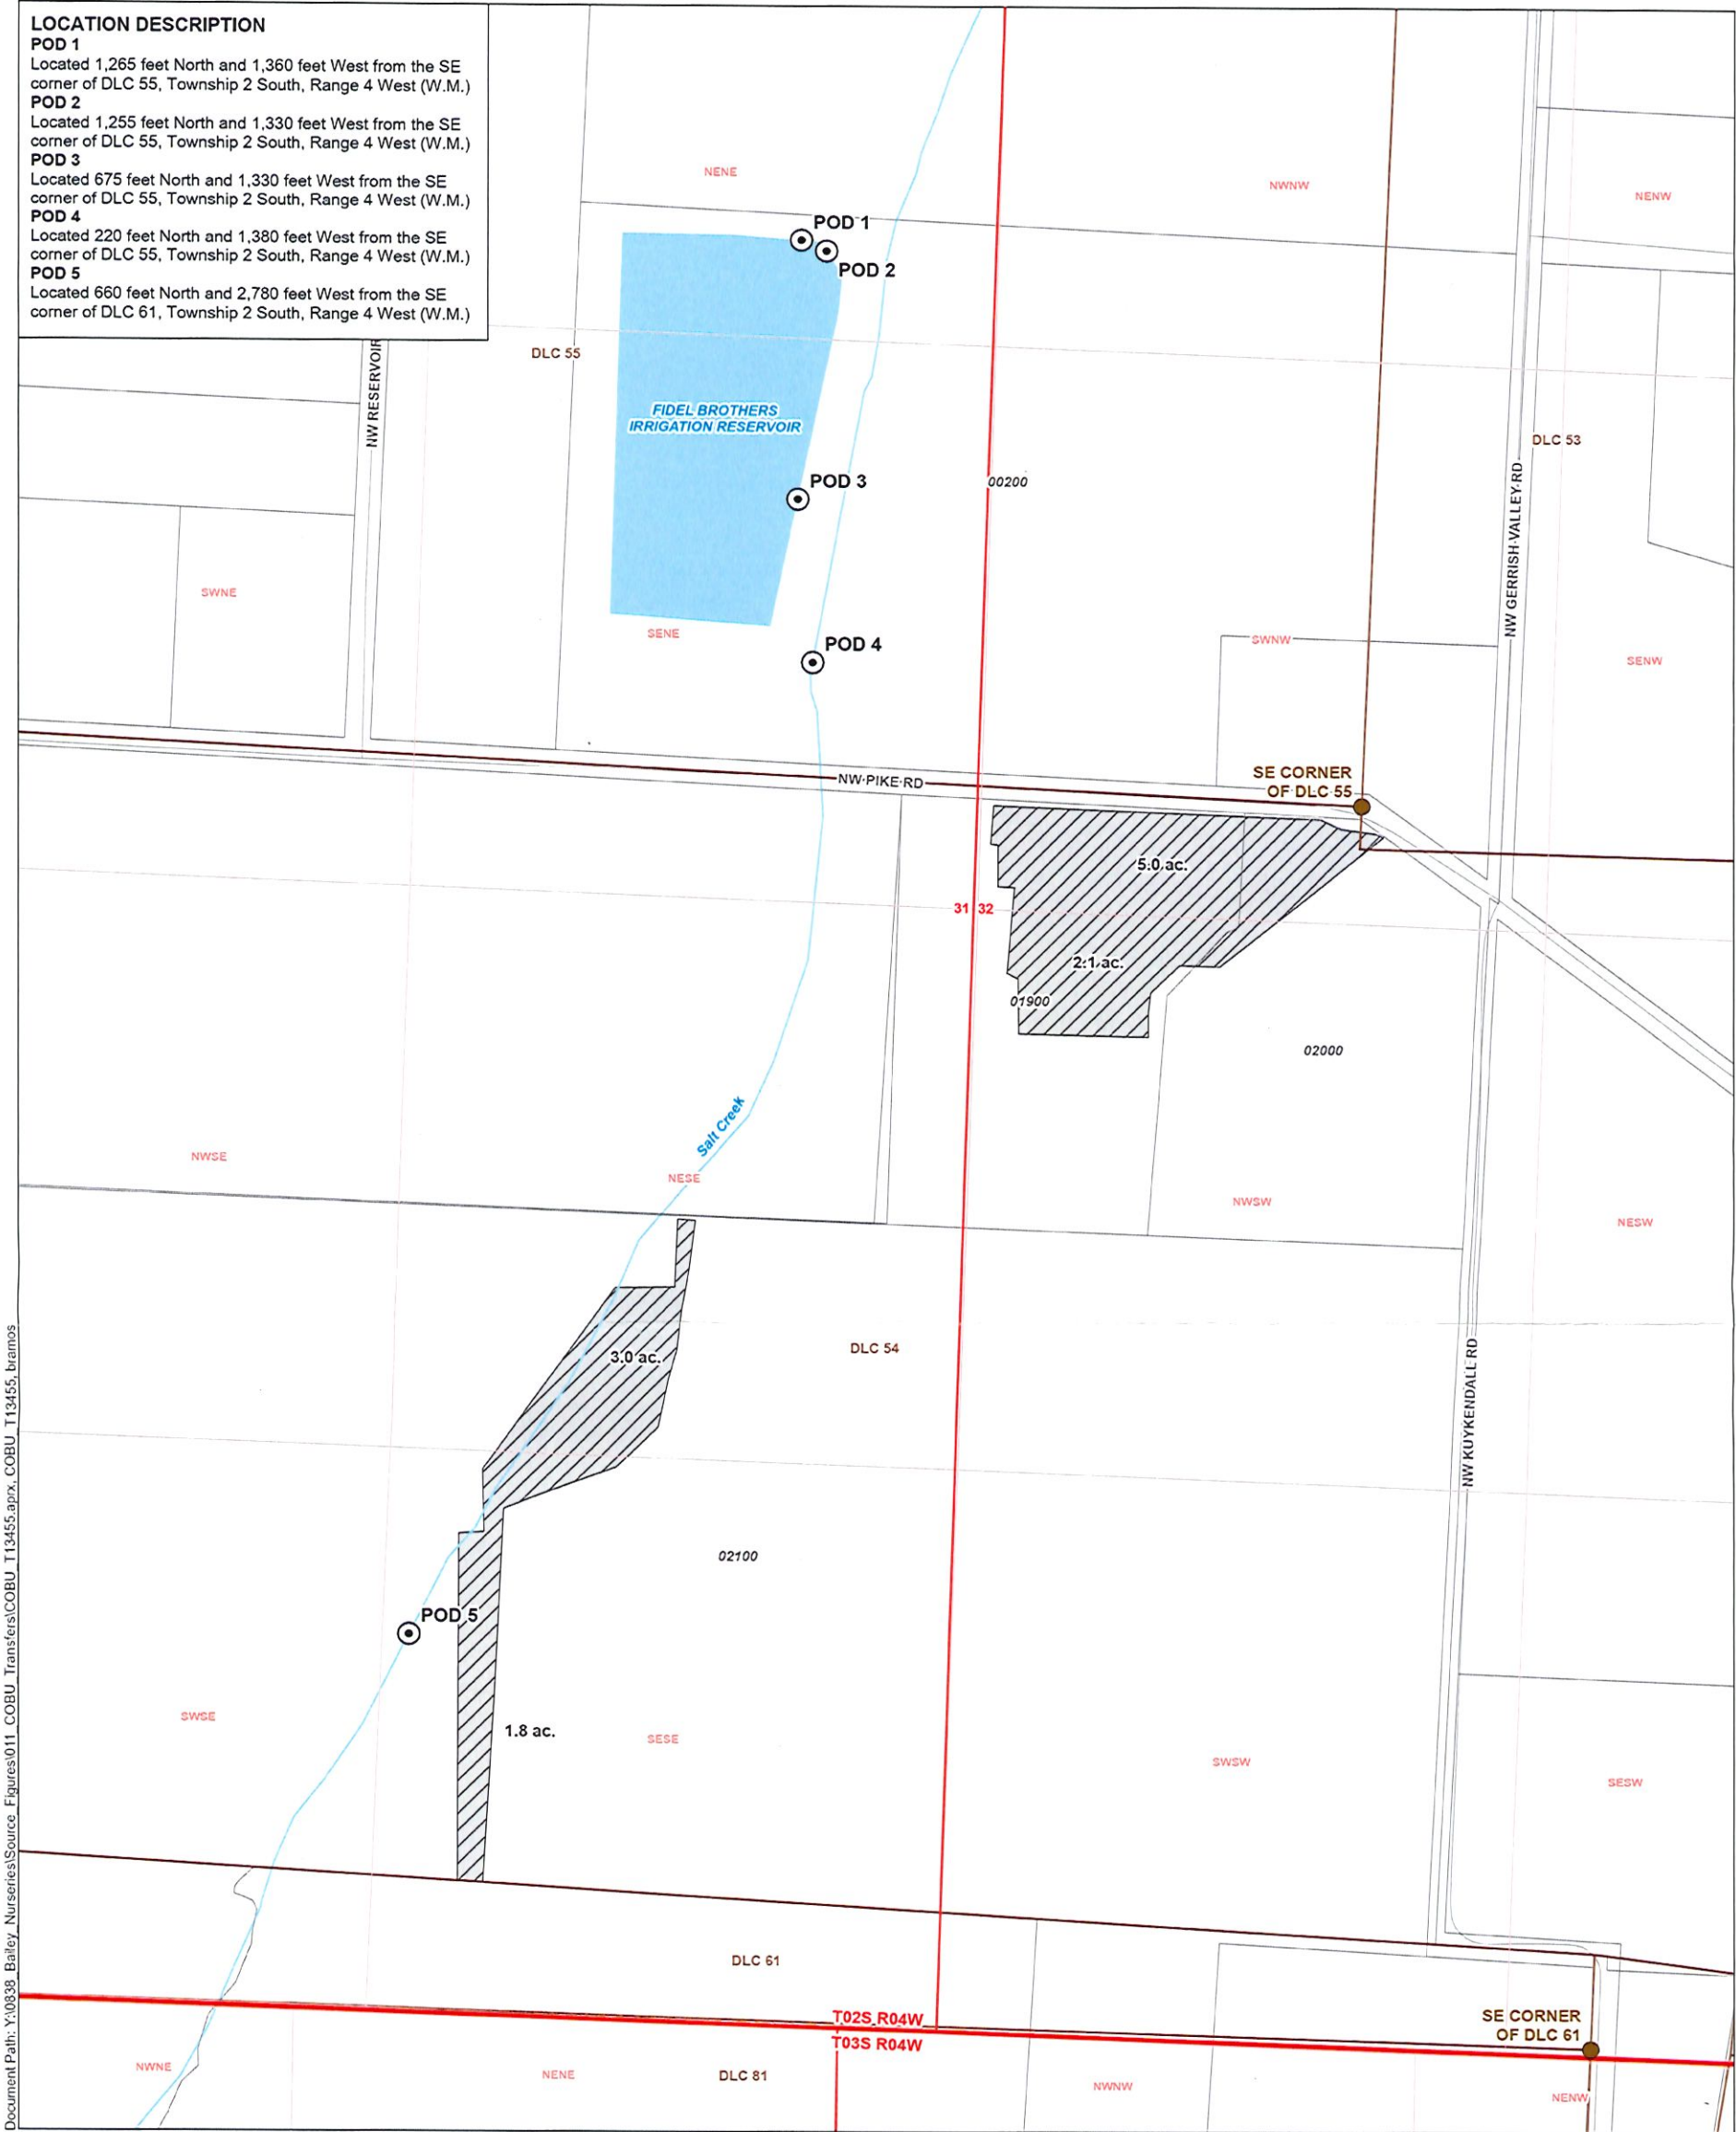 LOCATION DESCRIPTION
POD 1
Located 1,265 feet North and 1,360 feet West from the SE
corner of DLC 55, Township 2 South, Range 4 West (W.M.)
POD 2
Located 1,255 feet North and 1,330 feet West from the SE
corner of DLC 55, Township 2 South, Range 4 West (W.M.)
POD 3
Located 675 feet North and 1,330 feet West from the SE
corner of DLC 55, Township 2 South, Range 4 West (W.M.)
POD 4
Located 220 feet North and 1,380 feet West from the SE
corner of DLC 55, Township 2 South, Range 4 West (W.M.)
POD 5
Located 660 feet North and 2,780 feet West from the SE
corner of DLC 61, Township 2 South, Range 4 West (W.M.)
NENE
NWNW
NENW
POD 1
POD 2
DLC 55
NW RESERVOIR
FIDEL BROTHERS
IRRIGATION RESERVOIR
DLC 53
POD 3
00200
NW GERRISH VALLEY RD
SWNE
SENE
POD 4
SWNW
SENW
NW PIKE RD
SE CORNER
OF DLC 55
5.0 ac.
31 32
2.1 ac.
01900
02000
Salt Creek
NWSE
NESE
NWSW
NESW
3.0 ac.
DLC 54
NW KUYKENDALL RD
02100
POD 5
SWSE
1.8 ac.
SESE
SWSW
SESW
DLC 61
T02S R04W
T03S R04W
SE CORNER
OF DLC 61
NWNE
NENE
DLC 81
NWNW
NENW
Document Path: Y:\0838_Bailey_Nurseries\Source_Figures\011_COBU_Transfers\COBU_T13455.aprx, COBU_T13455, bramos